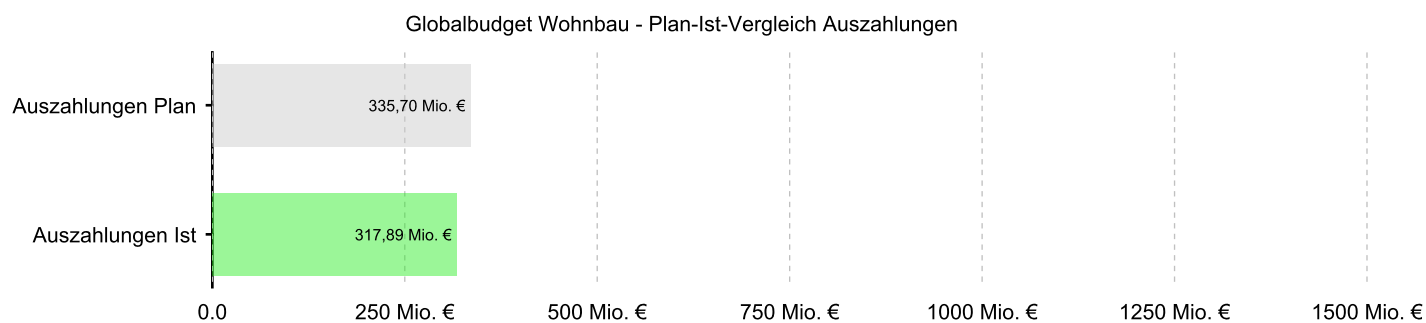 Globalbudget Wohnbau - Plan-Ist-Vergleich Auszahlungen
Auszahlungen Plan
335,70 Mio. €
Auszahlungen Ist
317,89 Mio. €
0.0
250 Mio. €
500 Mio. €
750 Mio. €
1000 Mio. €
1250 Mio. €
1500 Mio. €